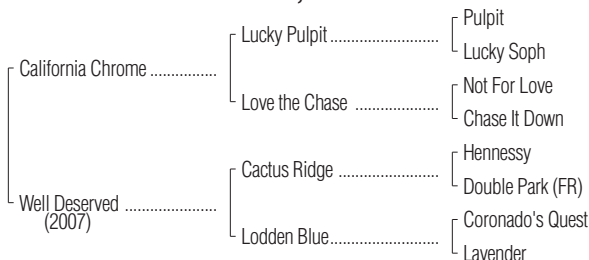 Pulpit
Lucky Pulpit
Lucky Soph
California Chrome
Not For Love
Love the Chase
Chase It Down
Hennessy
Cactus Ridge
Double Park (FR)
Well Deserved
(2007)
Coronado's Quest
Lodden Blue
Lavender